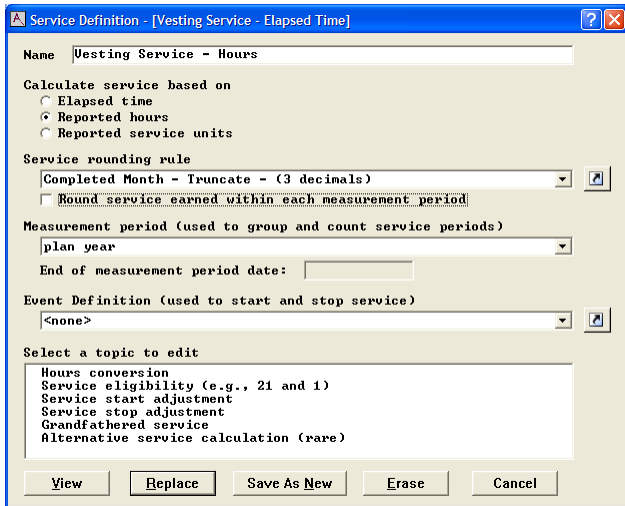 Service Definition - [Vesting Service - Elapsed Time]
Name Vesting Service - Hours
Calculate service based on
Elapsed time
Reported hours
Reported service units
Service rounding rule
Completed Month - Truncate - (3 decimals)
Round service earned within each measurement period
Measurement period (used to group and count service periods)
plan year
End of measurement period date:
Event Definition (used to start and stop service)
<none>
Select a topic to edit
Hours conversion
Service eligibility (e.g., 21 and 1)
Service start adjustment
Service stop adjustment
Grandfathered service
Alternative service calculation (rare)
View Replace Save As New Erase Cancel